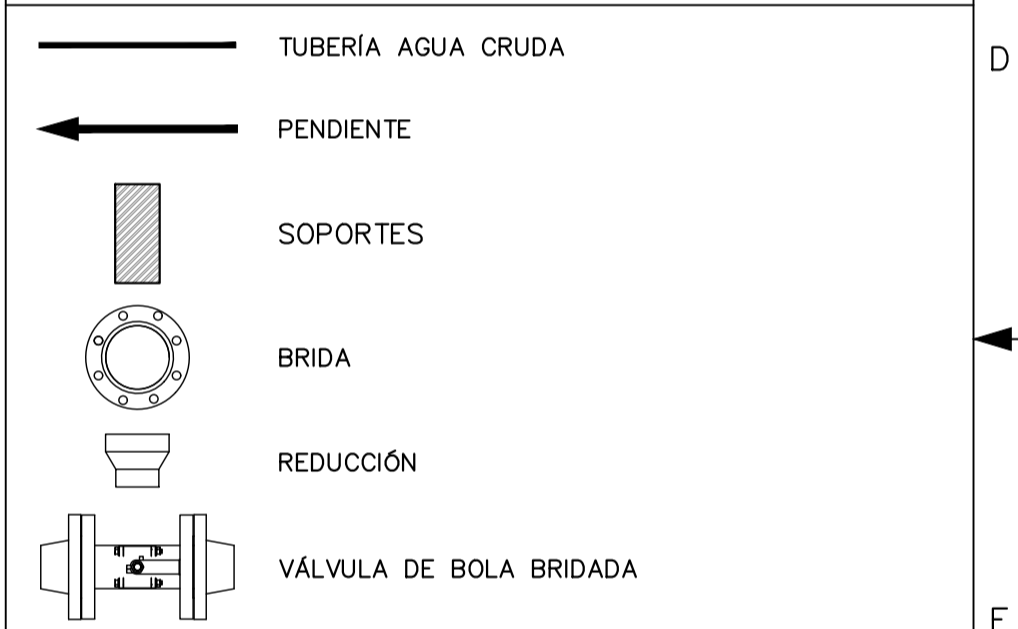 TUBERÍA AGUA CRUDA
D
PENDIENTE
SOPORTES
BRIDA
REDUCCIÓN
VÁLVULA DE BOLA BRIDADA